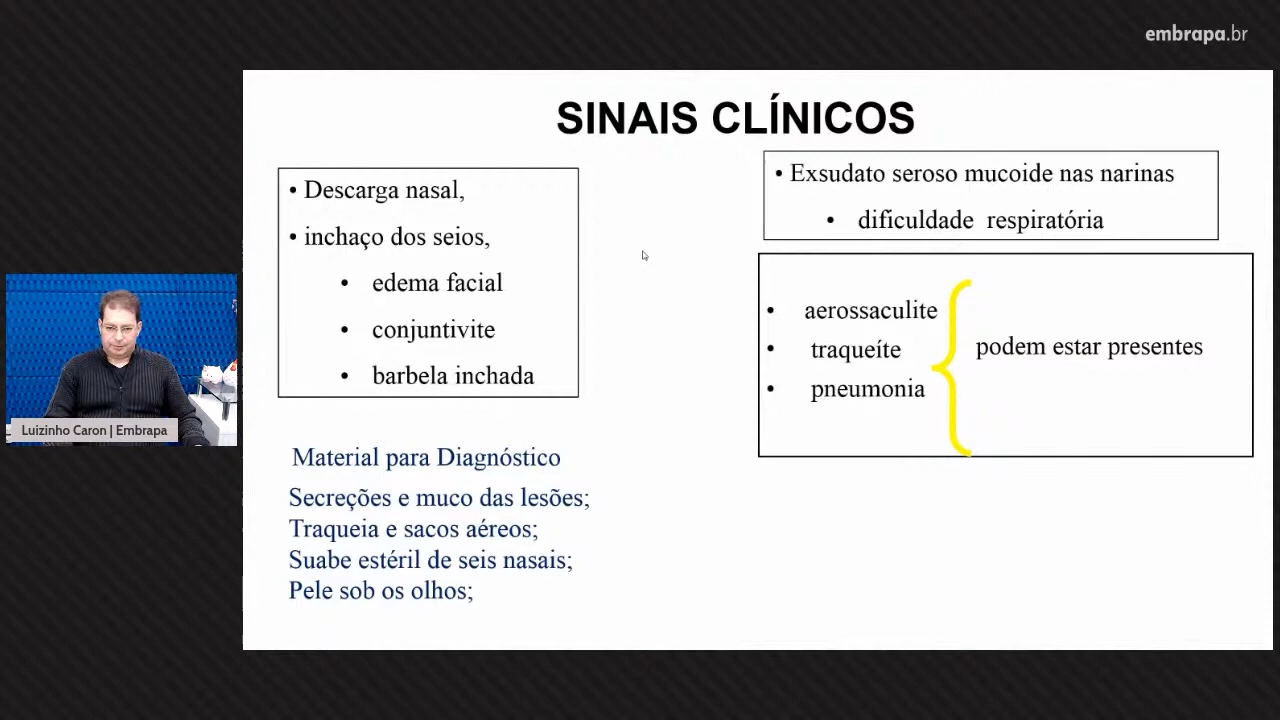 embrapa.br
SINAIS CLÍNICOS
• Descarga nasal,
• inchaço dos seios,
• edema facial
• conjuntivite
• barbela inchada
• Exsudato seroso mucoide nas narinas
• dificuldade respiratória
• aerossaculite
• traqueíte
• pneumonia
podem estar presentes
Luizinho Caron | Embrapa
Material para Diagnóstico
Secreções e muco das lesões;
Traqueia e sacos aéreos;
Suabe estéril de seis nasais;
Pele sob os olhos;